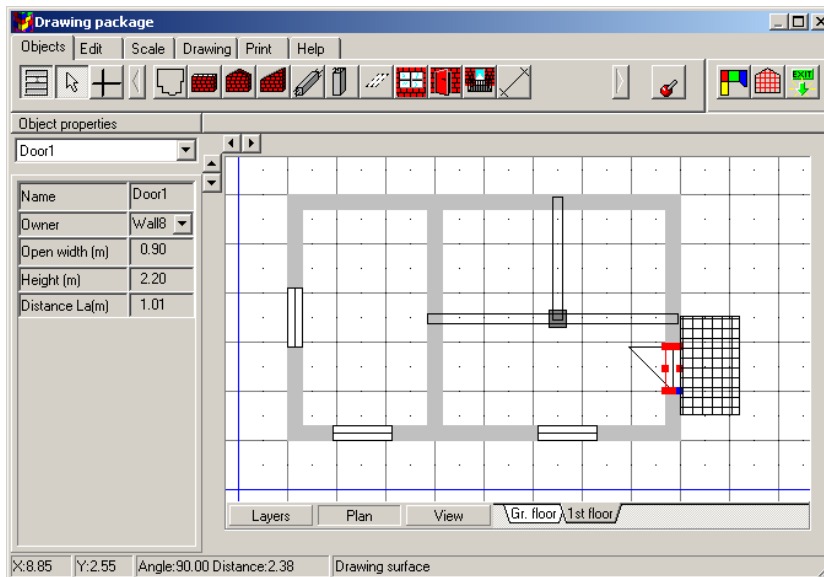 Drawing package
Objects Edit Scale Drawing Print Help
EXIT
Object properties
Door1
Name Door1
Owner Wall8
Open width (m) 0.90
Height (m) 2.20
Distance La(m) 1.01
Layers Plan View Gr. floor 1st floor
X:8.85 Y:2.55 Angle:90.00 Distance:2.38 Drawing surface